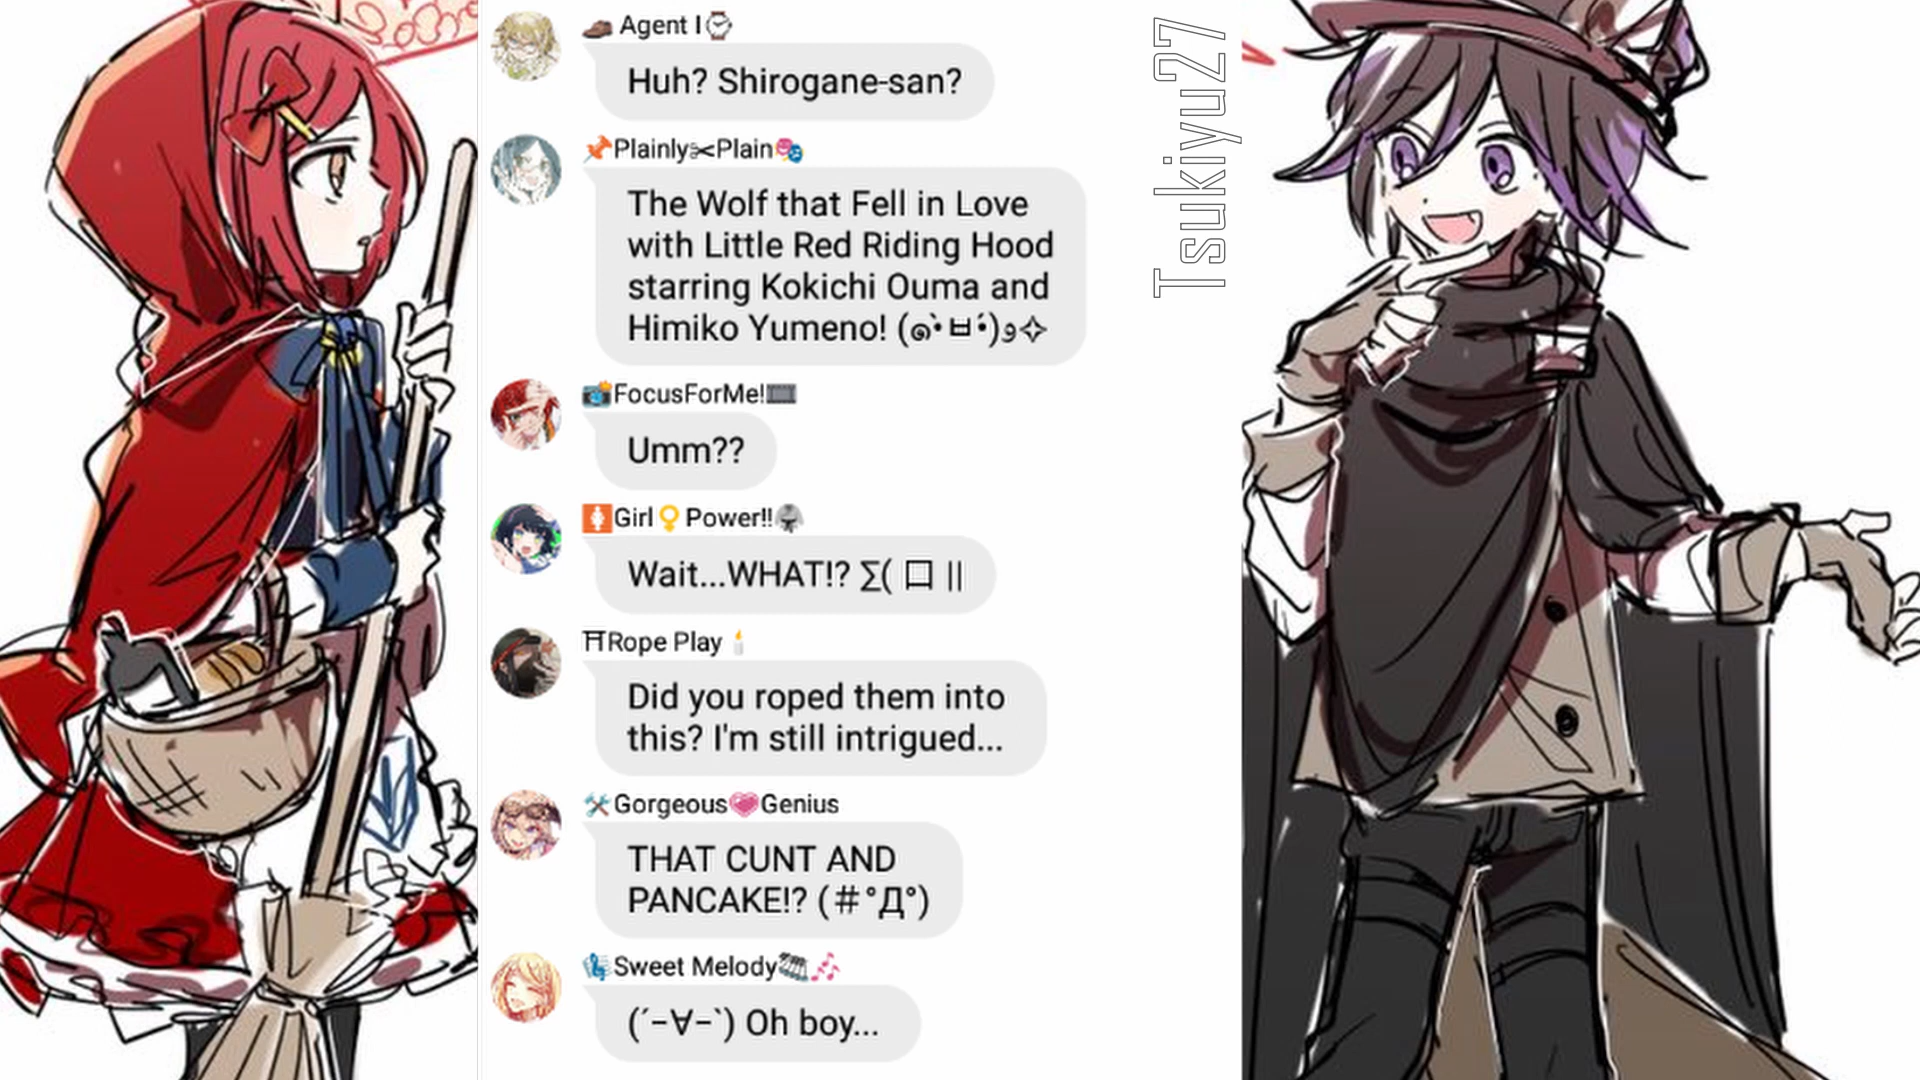 👞 Agent I⌚
Huh? Shirogane-san?
📌Plainly✂Plain🎭
The Wolf that Fell in Love
with Little Red Riding Hood
starring Kokichi Ouma and
Himiko Yumeno! (๑•̀ㅂ•́)و✧
📸FocusForMe!🎞
Umm??
🚺Girl♀Power!!
Wait...WHAT!? ∑( 口 ||
⛩Rope Play🕯
Did you roped them into
this? I'm still intrigued...
🛠Gorgeous💗Genius
THAT CUNT AND
PANCAKE!? (＃°Д°)
🎼Sweet Melody🎹🎶
(´-∀-`) Oh boy...
Tsukiyu27